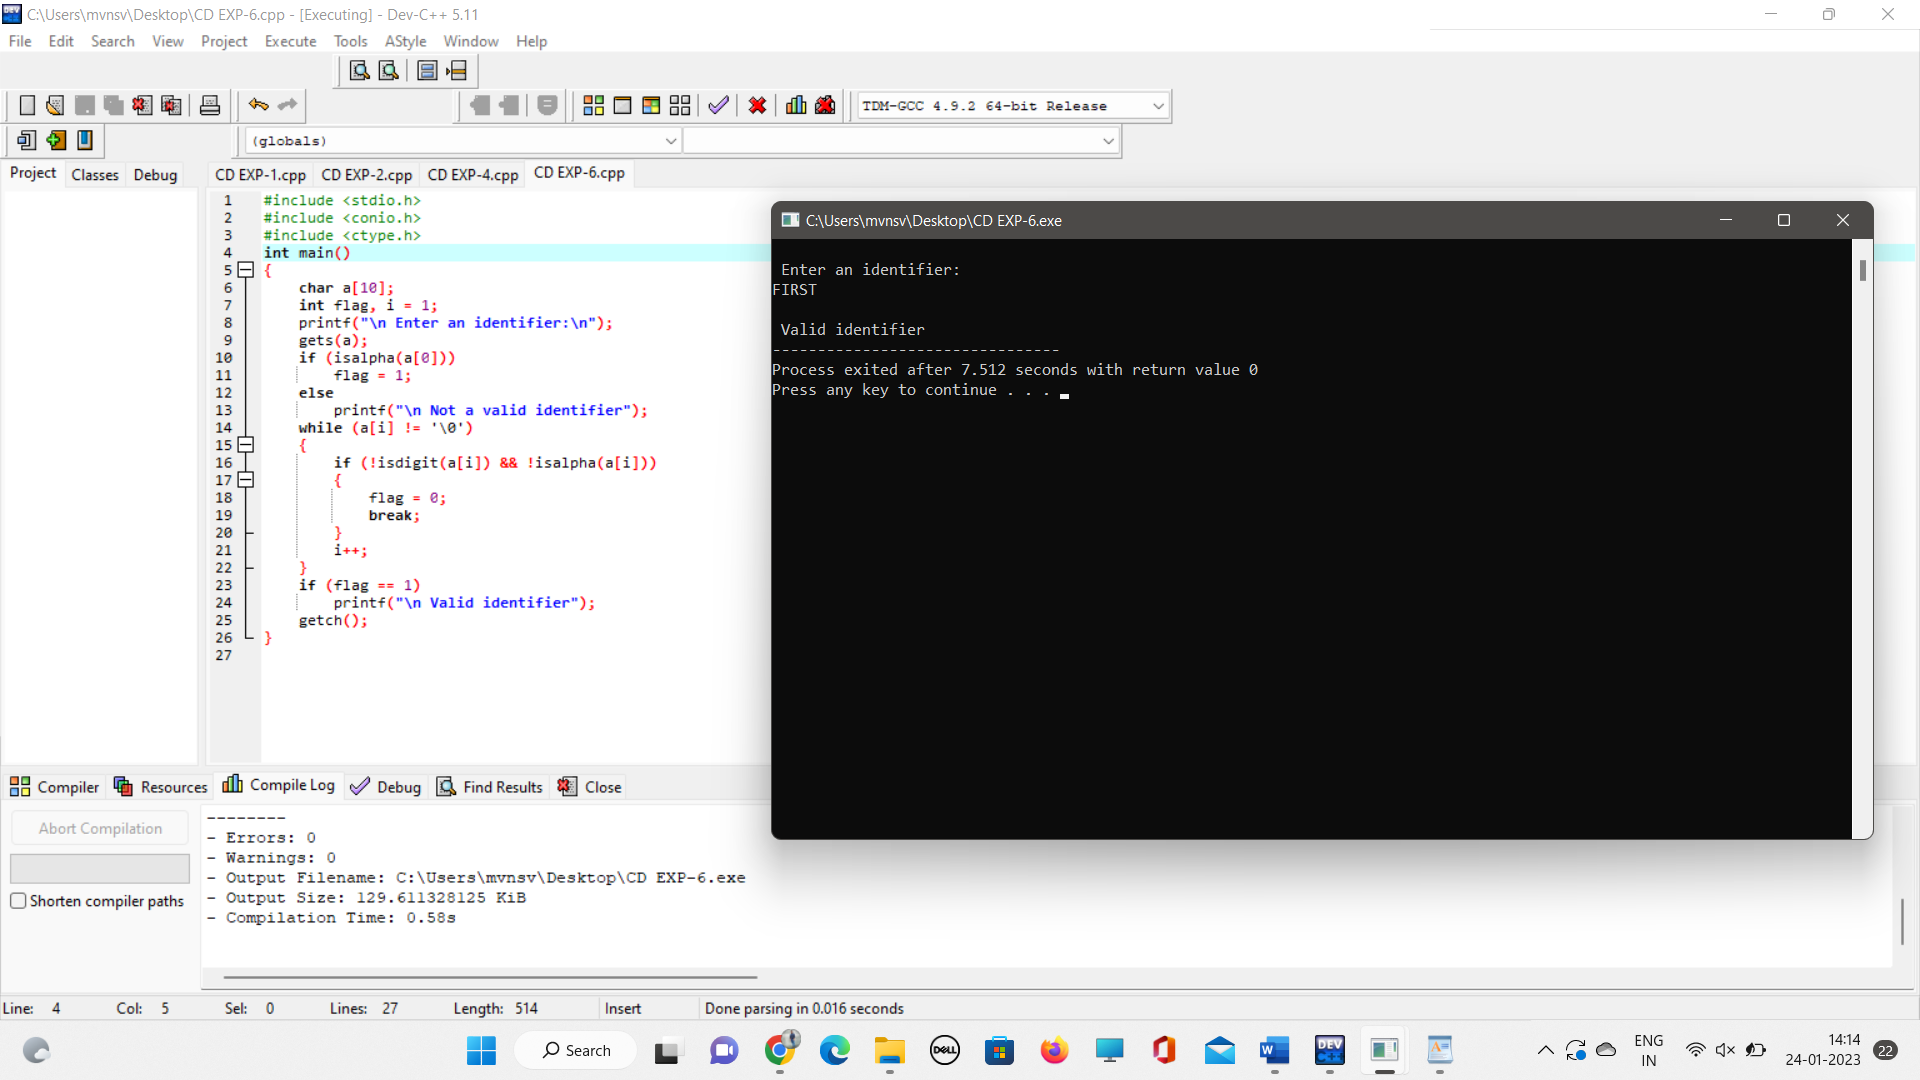 C:\Users\mvnsv\Desktop\CD EXP-6.cpp - [Executing] - Dev-C++ 5.11
File Edit Search View Project Execute Tools AStyle Window Help
TDM-GCC 4.9.2 64-bit Release
(globals)
Project Classes Debug
CD EXP-1.cpp CD EXP-2.cpp CD EXP-4.cpp CD EXP-6.cpp
1 #include <stdio.h>
2 #include <conio.h>
3 #include <ctype.h>
4 int main()
5 {
6 char a[10];
7 int flag, i = 1;
8 printf("\n Enter an identifier:\n");
9 gets(a);
10 if (isalpha(a[0]))
11 flag = 1;
12 else
13 printf("\n Not a valid identifier");
14 while (a[i] != '\0')
15 {
16 if (!isdigit(a[i]) && !isalpha(a[i]))
17 {
18 flag = 0;
19 break;
20 }
21 i++;
22 }
23 if (flag == 1)
24 printf("\n Valid identifier");
25 getch();
26 }
27
C:\Users\mvnsv\Desktop\CD EXP-6.exe
Enter an identifier:
FIRST
Valid identifier
--------------------------------
Process exited after 7.512 seconds with return value 0
Press any key to continue . . .
Compiler Resources Compile Log Debug Find Results Close
Abort Compilation
Shorten compiler paths
--------
- Errors: 0
- Warnings: 0
- Output Filename: C:\Users\mvnsv\Desktop\CD EXP-6.exe
- Output Size: 129.611328125 KiB
- Compilation Time: 0.58s
Line: 4 Col: 5 Sel: 0 Lines: 27 Length: 514 Insert Done parsing in 0.016 seconds
Search
DELL
W
DEV
C++
ENG
IN
14:14
24-01-2023
22